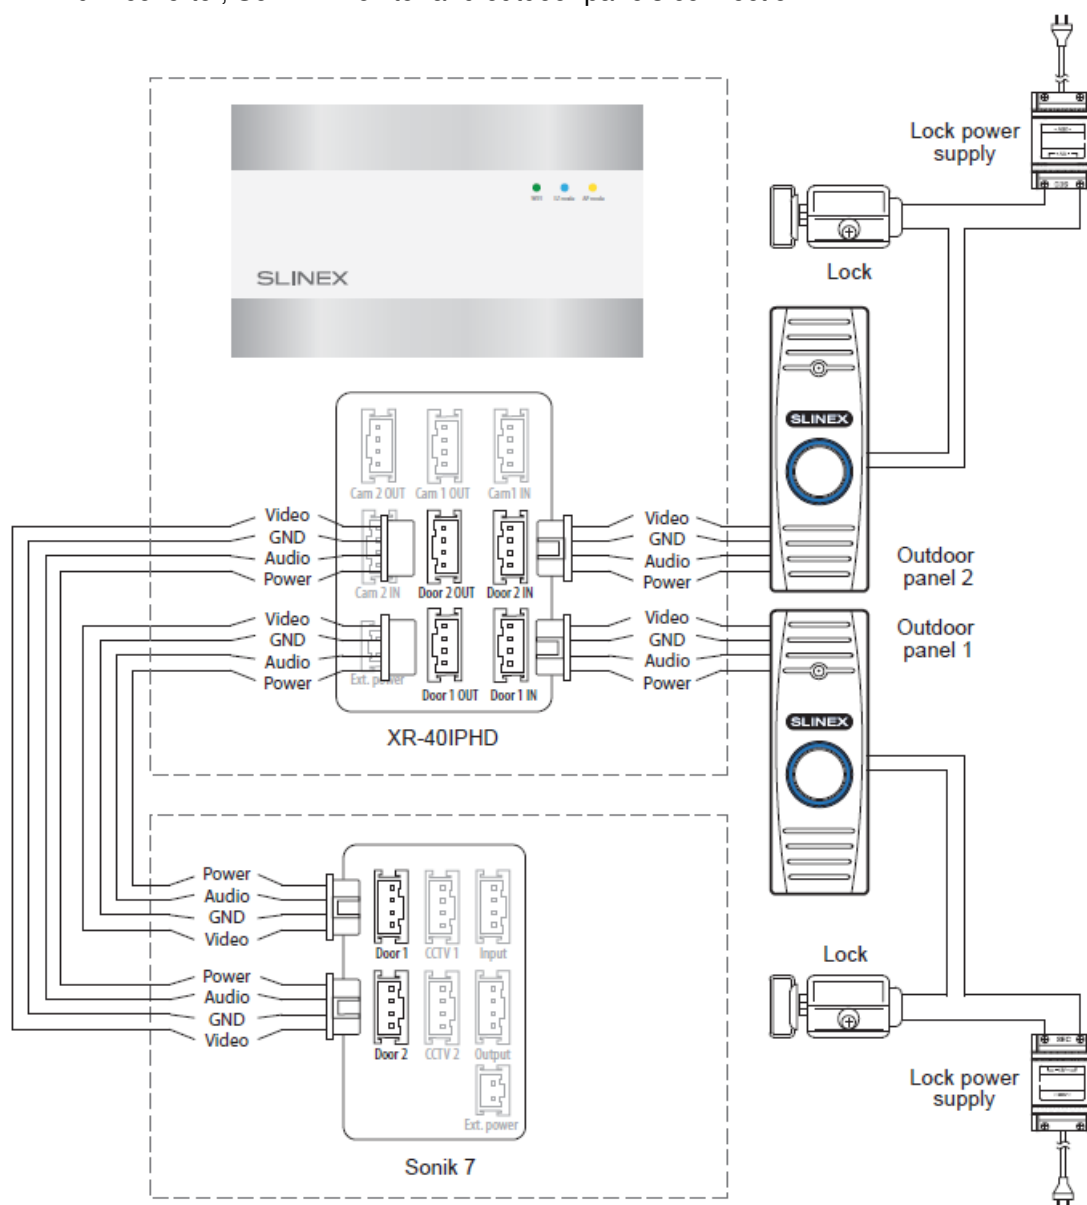 Lock power
supply
WIFI
AP mode
SLINEX
Lock
SLINEX
Cam 2 OUT
Cam 1 OUT
Cam1 IN
Video
GND
Audio
Power
Video
GND
Audio
Power
Cam 2 IN
Door 2 OUT
Door 2 IN
Outdoor
panel 2
Video
GND
Audio
Power
Video
GND
Audio
Power
Ext. power
Door 1 OUT
Door 1 IN
Outdoor
panel 1
XR-40IPHD
SLINEX
Power
Audio
GND
Video
Door 1
CCTV 1
Input
Lock
Power
Audio
GND
Video
Door 2
CCTV 2
Output
Ext. power
Lock power
supply
Sonik 7